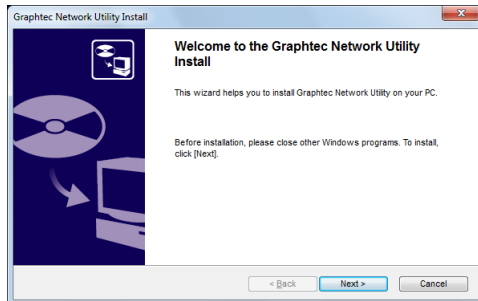 Graphtec Network Utility Install
Welcome to the Graphtec Network Utility
Install
This wizard helps you to install Graphtec Network Utility on your PC.
Before installation, please close other Windows programs. To install,
click [Next].
< Back Next > Cancel